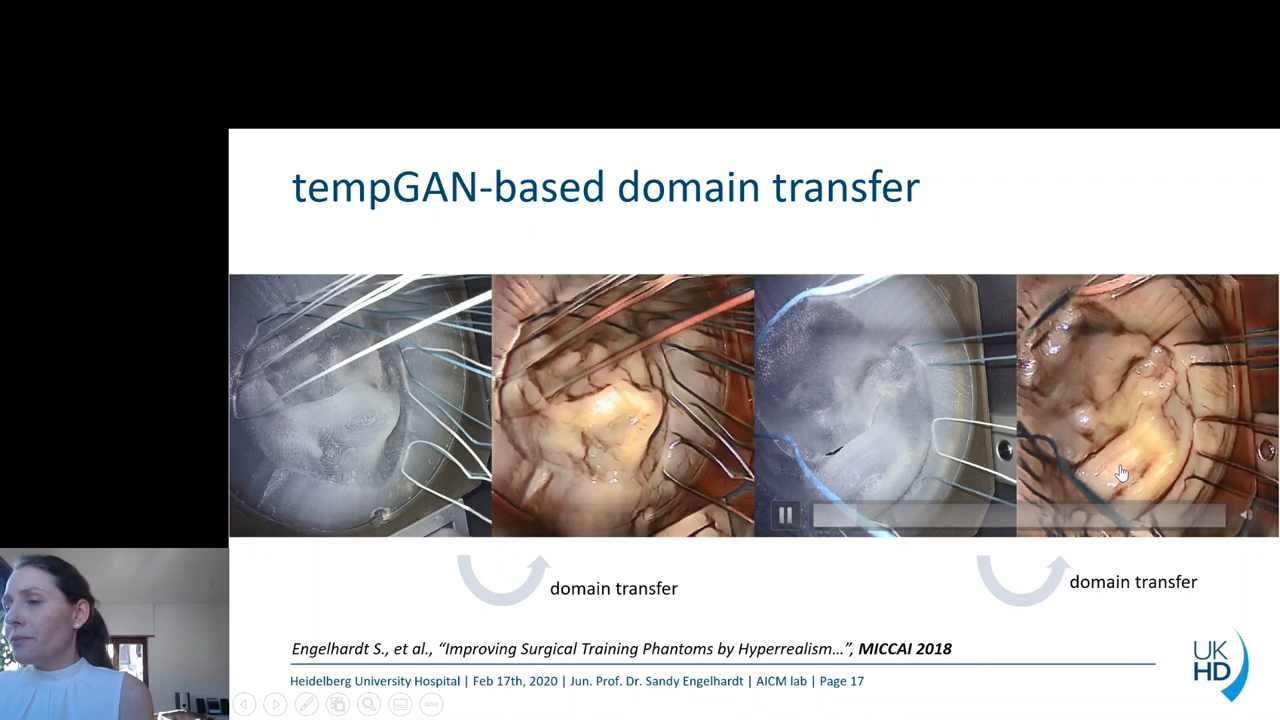 tempGAN-based domain transfer
domain transfer
domain transfer
Engelhardt S., et al., “Improving Surgical Training Phantoms by Hyperrealism...”, MICCAI 2018
Heidelberg University Hospital | Feb 17th, 2020 | Jun. Prof. Dr. Sandy Engelhardt | AICM lab | Page 17
UK
HD